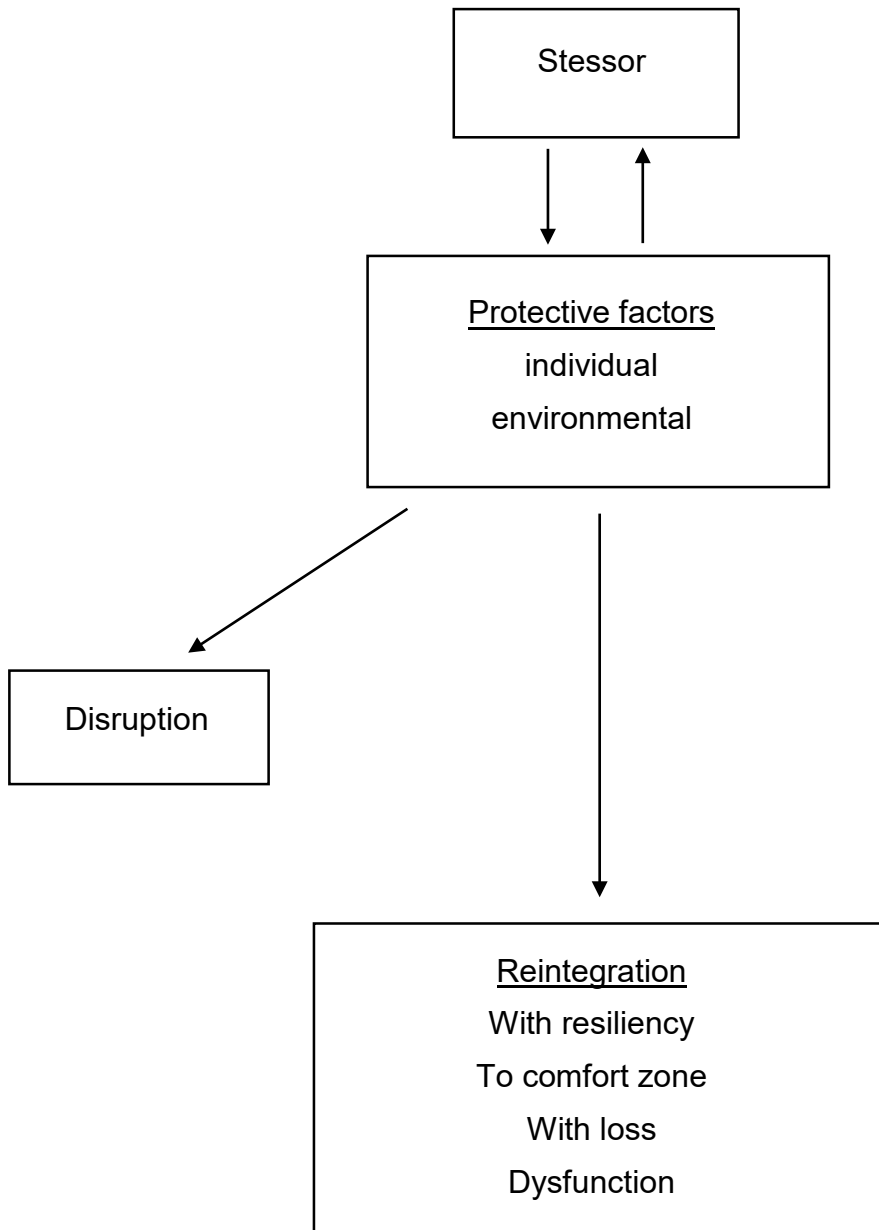 Stessor
Protective factors
individual
environmental
Disruption
Reintegration
With resiliency
To comfort zone
With loss
Dysfunction